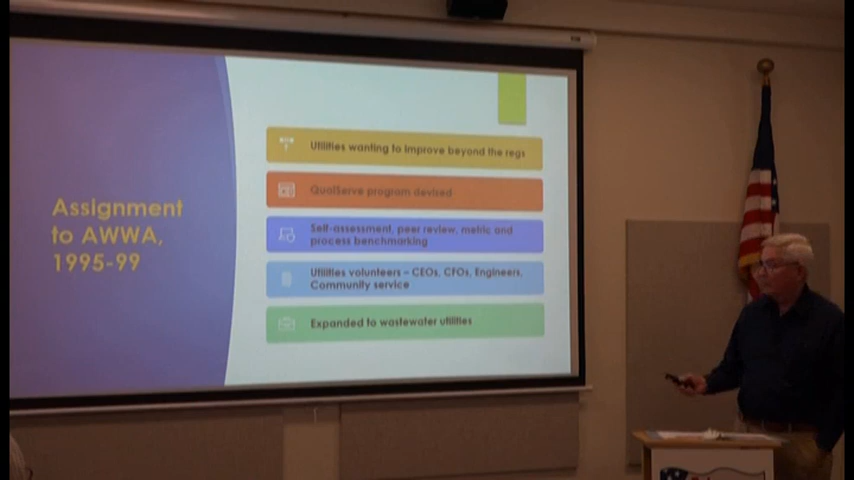 Assignment
to AWWA,
1995-99
Utilities wanting to improve beyond the regs
QualServe program devised
Self-assessment, peer review, metric and
process benchmarking
Utilities volunteers – CEOs, CFOs, Engineers,
Community service
Expanded to wastewater utilities